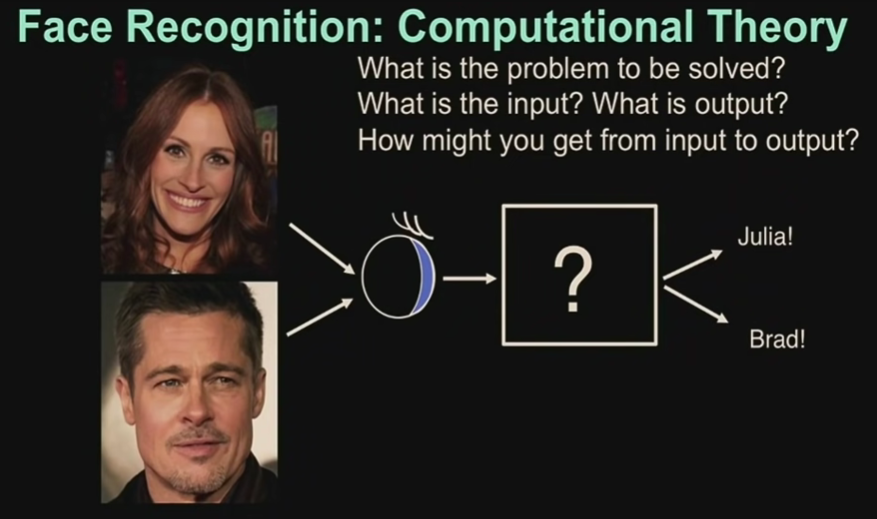 Face Recognition: Computational Theory
What is the problem to be solved?
What is the input? What is output?
How might you get from input to output?
Julia!
?
Brad!